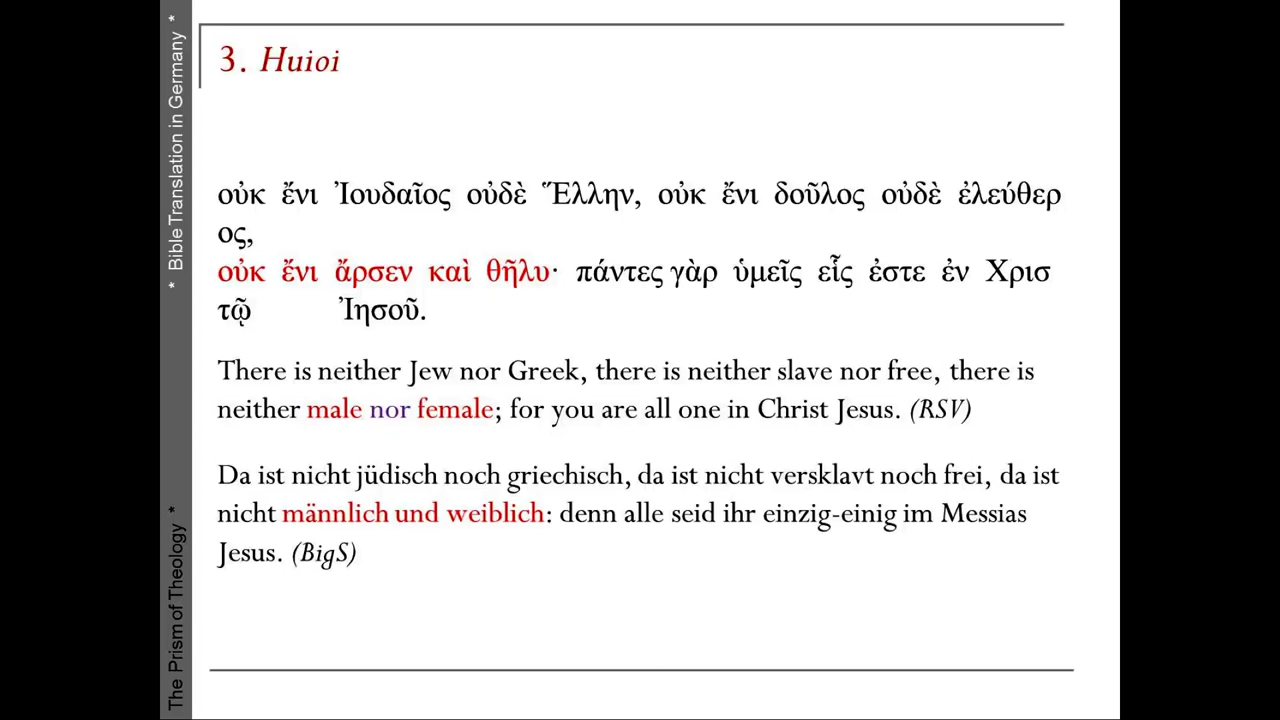 3. Huioi
οὐκ ἔνι Ἰουδαῖος οὐδὲ Ἕλλην, οὐκ ἔνι δοῦλος οὐδὲ ἐλεύθερ
ος,
οὐκ ἔνι ἄρσεν καὶ θῆλυ· πάντες γὰρ ὑμεῖς εἷς ἐστε ἐν Χρισ
τῷ Ἰησοῦ.
There is neither Jew nor Greek, there is neither slave nor free, there is
neither male nor female; for you are all one in Christ Jesus. (RSV)
Da ist nicht jüdisch noch griechisch, da ist nicht versklavt noch frei, da ist
nicht männlich und weiblich: denn alle seid ihr einzig-einig im Messias
Jesus. (BigS)
The Prism of Theology * * Bible Translation in Germany *